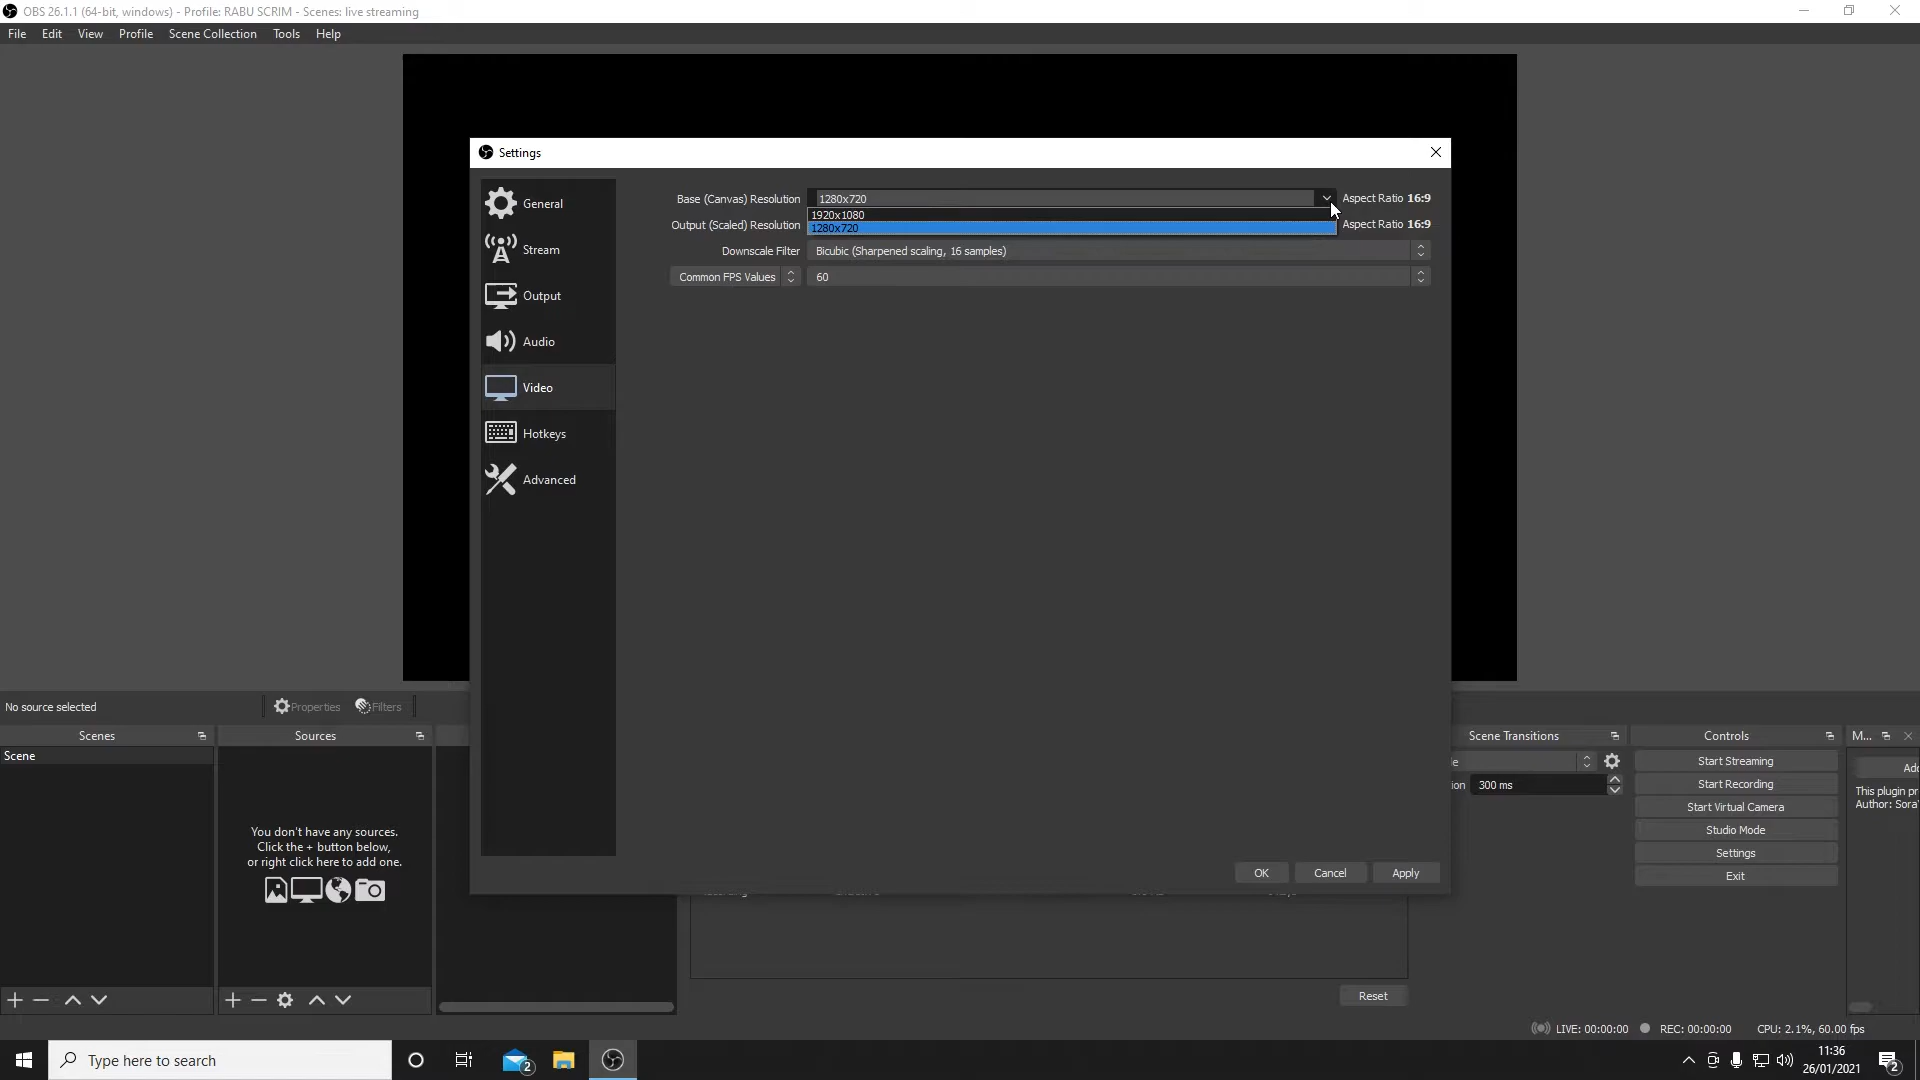 OBS 26.1.1 (64-bit, windows) - Profile: RABU SCRIM - Scenes: live streaming
File Edit View Profile Scene Collection Tools Help
Settings
General
Stream
Output
Audio
Video
Hotkeys
Advanced
Base (Canvas) Resolution 1280x720 Aspect Ratio 16:9
1920x1080
1280x720
Output (Scaled) Resolution Aspect Ratio 16:9
Downscale Filter Bicubic (Sharpened scaling, 16 samples)
Common FPS Values 60
OK Cancel Apply
No source selected Properties Filters
Scenes
Scene
Sources
You don't have any sources.
Click the + button below,
or right click here to add one.
Reset
Scene Transitions
300 ms
Controls
Start Streaming
Start Recording
Start Virtual Camera
Studio Mode
Settings
Exit
M...
Add
This plugin pr
Author: Sora
LIVE: 00:00:00 REC: 00:00:00 CPU: 2.1%, 60.00 fps
Type here to search
2
11:36
26/01/2021
2